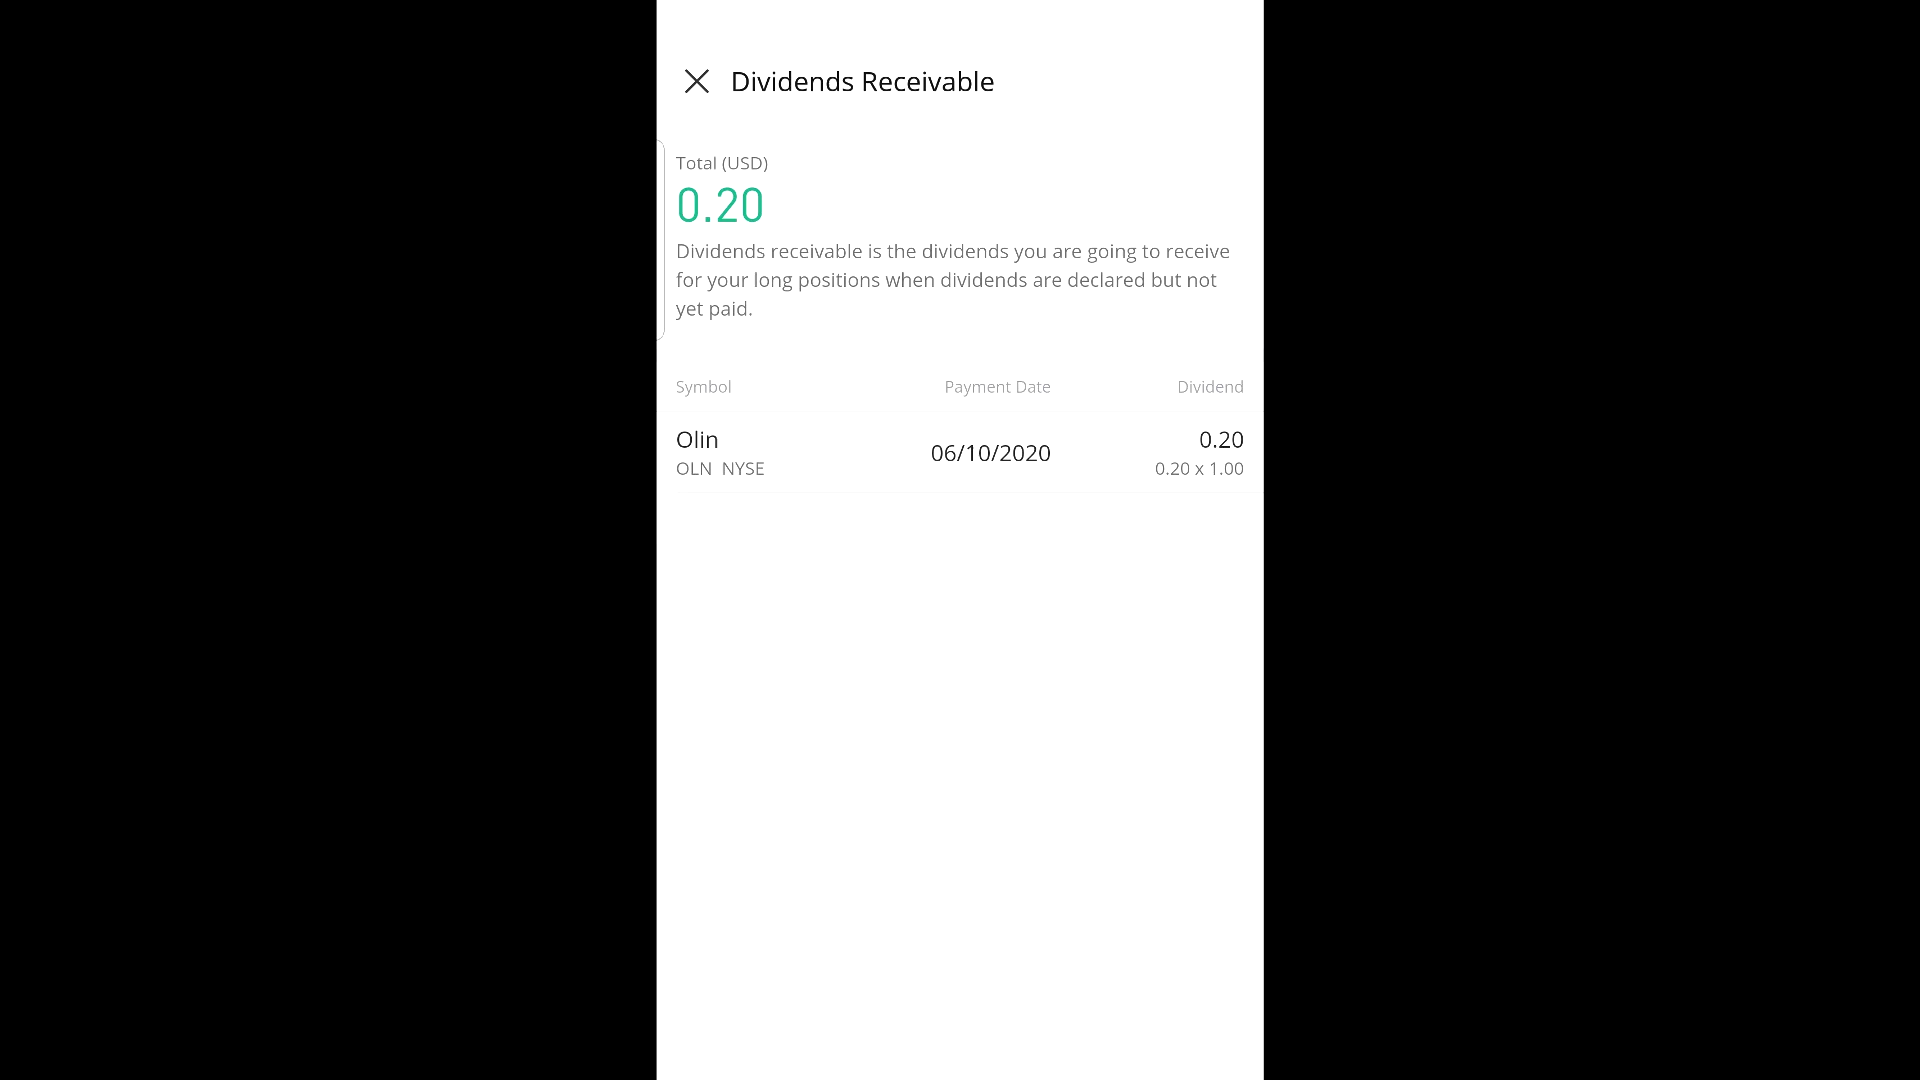 Dividends Receivable
Total (USD)
0.20
Dividends receivable is the dividends you are going to receive
for your long positions when dividends are declared but not
yet paid.
Symbol Payment Date Dividend
Olin 06/10/2020 0.20
OLN NYSE 0.20 x 1.00